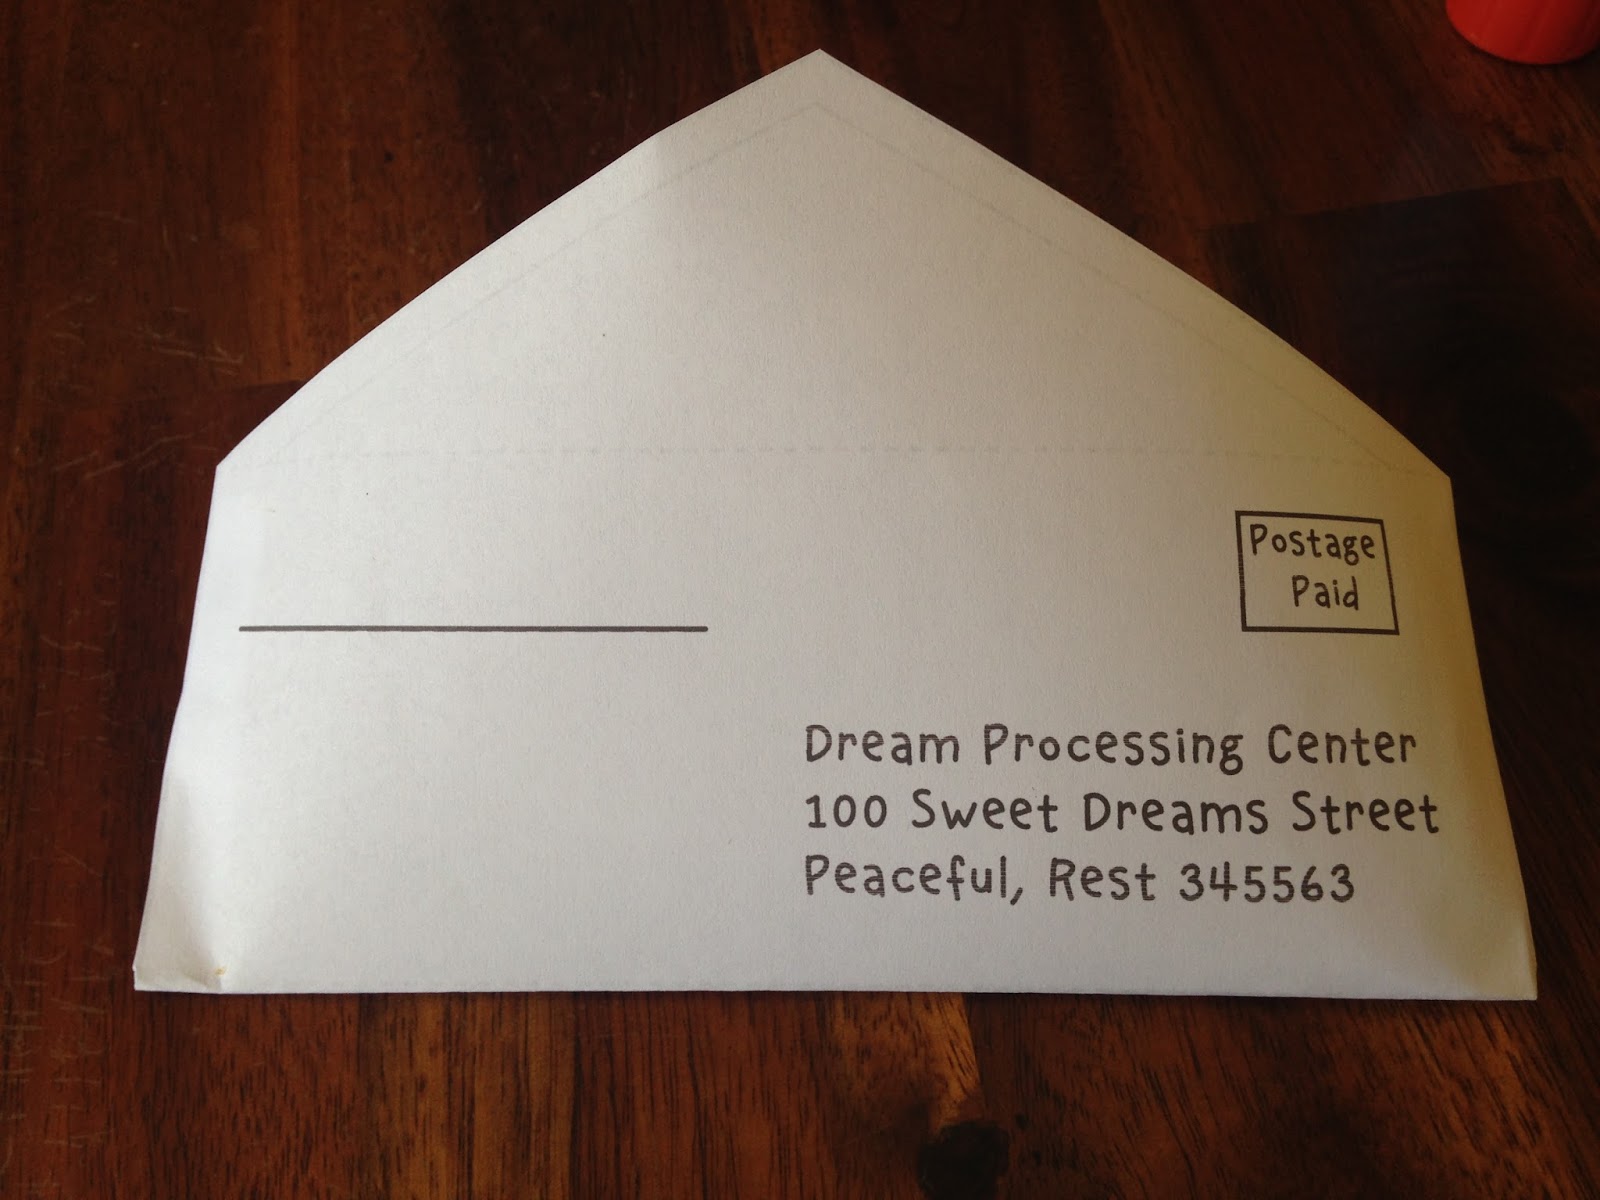 Postage
Paid
Dream Processing Center
100 Sweet Dreams Street
Peaceful, Rest 345563